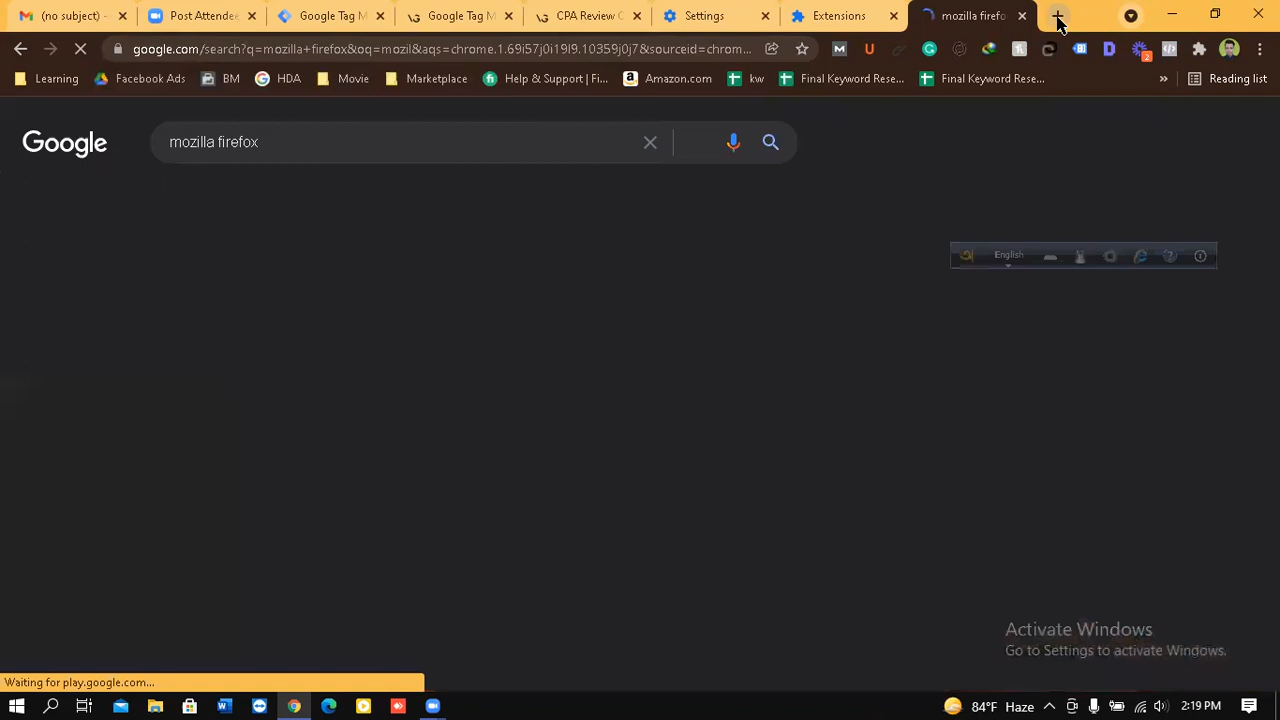 (no subject) -
Post Attendee
Google Tag M
Google Tag M
CPA Review C
Settings
Extensions
mozilla firefo
google.com/search?q=mozilla+firefox&oq=mozil&aqs=chrome.1.69i57j0i19l9.10359j0j7&sourceid=chrom...
2
Learning
Facebook Ads
BM
HDA
Movie
Marketplace
Help & Support | Fi...
Amazon.com
kw
Final Keyword Rese...
Final Keyword Rese...
»
Reading list
Google
mozilla firefox
English
Activate Windows
Go to Settings to activate Windows.
Waiting for play.google.com...
84°F Haze
2:19 PM